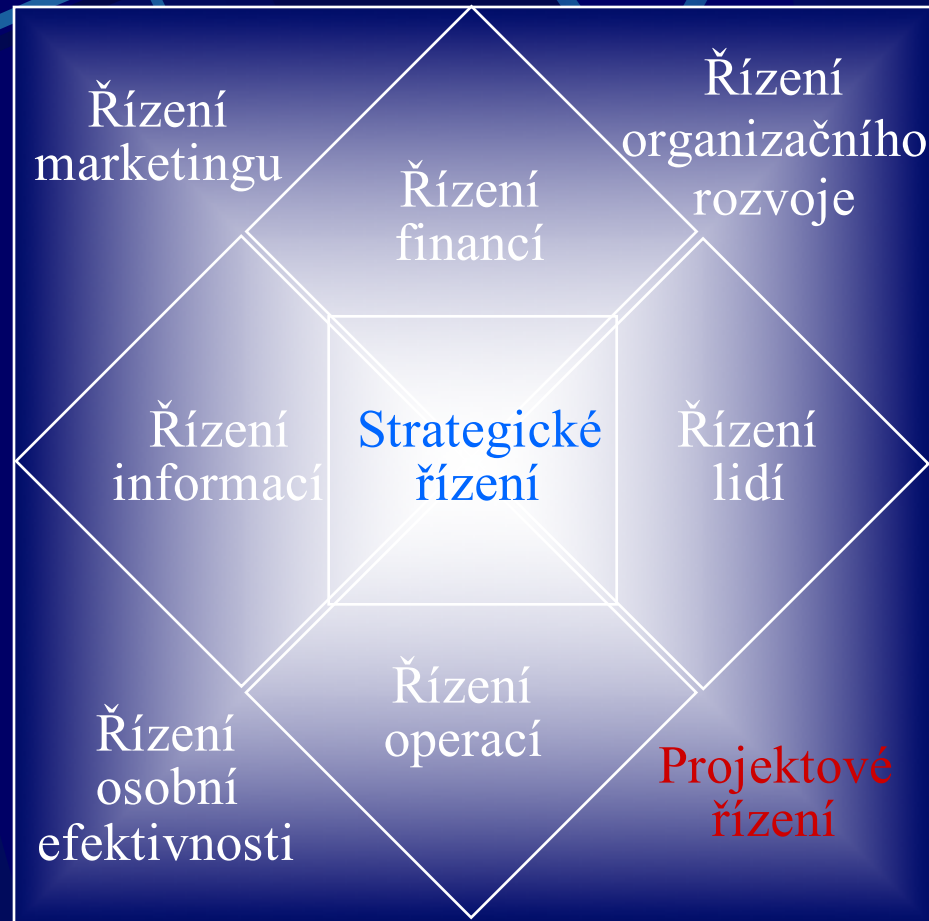 Řízení
marketingu
Řízení
financí
Řízení
organizačního
rozvoje
Řízení
informací
Strategické
řízení
Řízení
lidí
Řízení
osobní
efektivnosti
Řízení
operací
Projektové
řízení